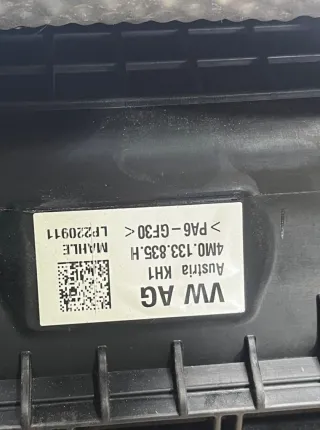 VW AG
Austria KH1
4M0.133.835.H
MAHLE
>PA6-GF30<
LP220911